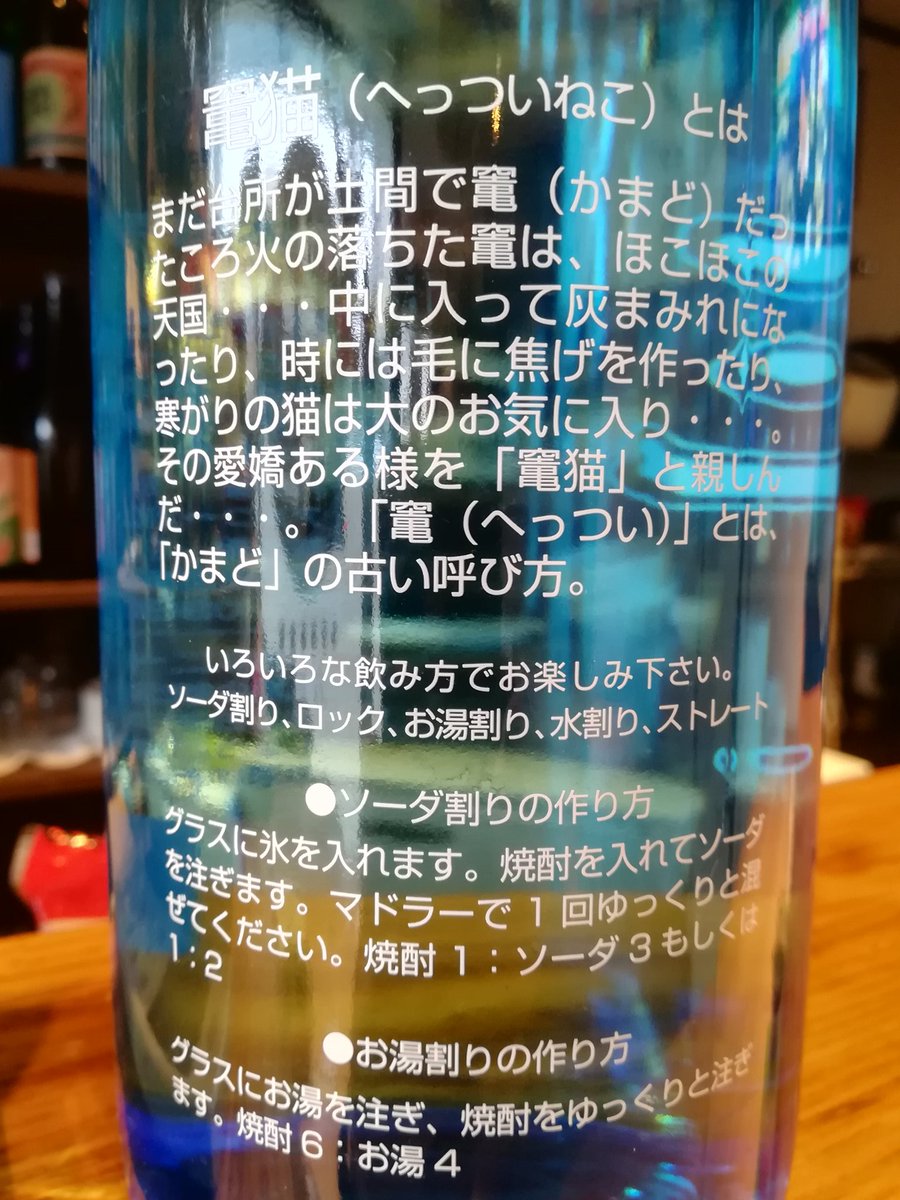 竃猫（へっついねこ）とは
まだ台所が土間で竃（かまど）だっ
たころ火の落ちた竃は、ほこほこの
天国・・・中に入って灰まみれにな
ったり、時には毛に焦げを作ったり、
寒がりの猫は大のお気に入り・・・。
その愛嬌ある様を「竃猫」と親しん
だ・・・。　「竃（へっつい）」とは、
「かまど」の古い呼び方。
いろいろな飲み方でお楽しみ下さい。
ソーダ割り、ロック、お湯割り、水割り、ストレート
●ソーダ割りの作り方
グラスに氷を入れます。焼酎を入れてソーダ
を注ぎます。マドラーで1回ゆっくりと混
ぜてください。焼酎1：ソーダ3もしくは
1：2
●お湯割りの作り方
グラスにお湯を注ぎ、焼酎をゆっくりと注ぎ
ます。焼酎6：お湯4